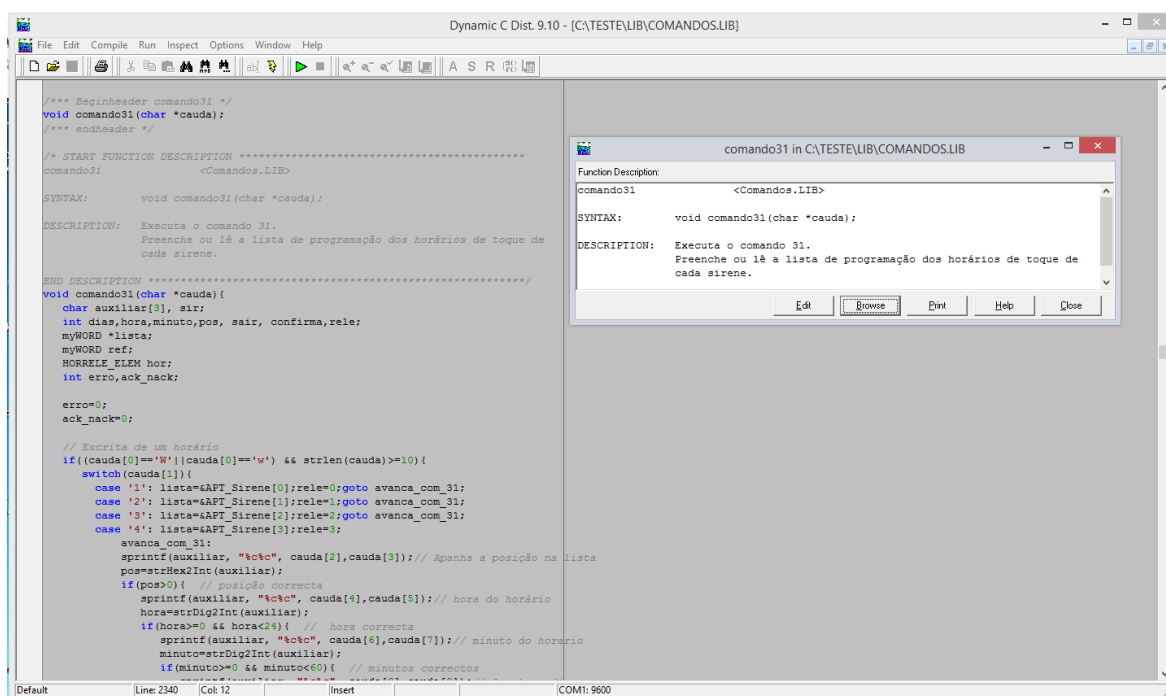 Dynamic C Dist. 9.10 - [C:\TESTE\LIB\COMANDOS.LIB]
File Edit Compile Run Inspect Options Window Help
A S R
/*** Beginheader comando31 */
void comando31(char *cauda);
/*** endheader */
/* START FUNCTION DESCRIPTION ********************************************
comando31 <Comandos.LIB>
SYNTAX: void comando31(char *cauda);
DESCRIPTION: Executa o comando 31.
Preenche ou lê a lista de programação dos horários de toque de
cada sirene.
END DESCRIPTION **********************************************************/
void comando31(char *cauda){
char auxiliar[3], sir;
int dias,hora,minuto,pos, sair, confirma,rele;
myWORD *lista;
myWORD ref;
HORRELE_ELEM hor;
int erro,ack_nack;
erro=0;
ack_nack=0;
// Escrita de um horário
if((cauda[0]=='W'||cauda[0]=='w') && strlen(cauda)>=10){
switch(cauda[1]){
case '1': lista=&APT_Sirene[0];rele=0;goto avanca_com_31;
case '2': lista=&APT_Sirene[1];rele=1;goto avanca_com_31;
case '3': lista=&APT_Sirene[2];rele=2;goto avanca_com_31;
case '4': lista=&APT_Sirene[3];rele=3;
avanca_com_31:
sprintf(auxiliar, "%c%c", cauda[2],cauda[3]);// Apanha a posição na lista
pos=strHex2Int(auxiliar);
if(pos>0){ // posição correcta
sprintf(auxiliar, "%c%c", cauda[4],cauda[5]);// hora do horário
hora=strDig2Int(auxiliar);
if(hora>=0 && hora<24){ // hora correcta
sprintf(auxiliar, "%c%c", cauda[6],cauda[7]);// minuto do horario
minuto=strDig2Int(auxiliar);
if(minuto>=0 && minuto<60){ // minutos correctos
comando31 in C:\TESTE\LIB\COMANDOS.LIB
Function Description:
comando31 <Comandos.LIB>
SYNTAX: void comando31(char *cauda);
DESCRIPTION: Executa o comando 31.
Preenche ou lê a lista de programação dos horários de toque de
cada sirene.
Edit Browse Print Help Close
Default Line: 2340 Col: 12 Insert COM1: 9600